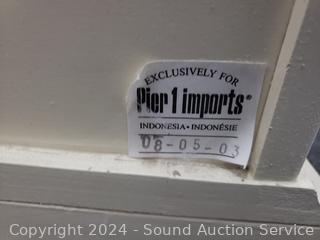 EXCLUSIVELY FOR
Pier 1 imports®
INDONESIA • INDONÉSIE
08-05-03
Copyright 2024 - Sound Auction Service